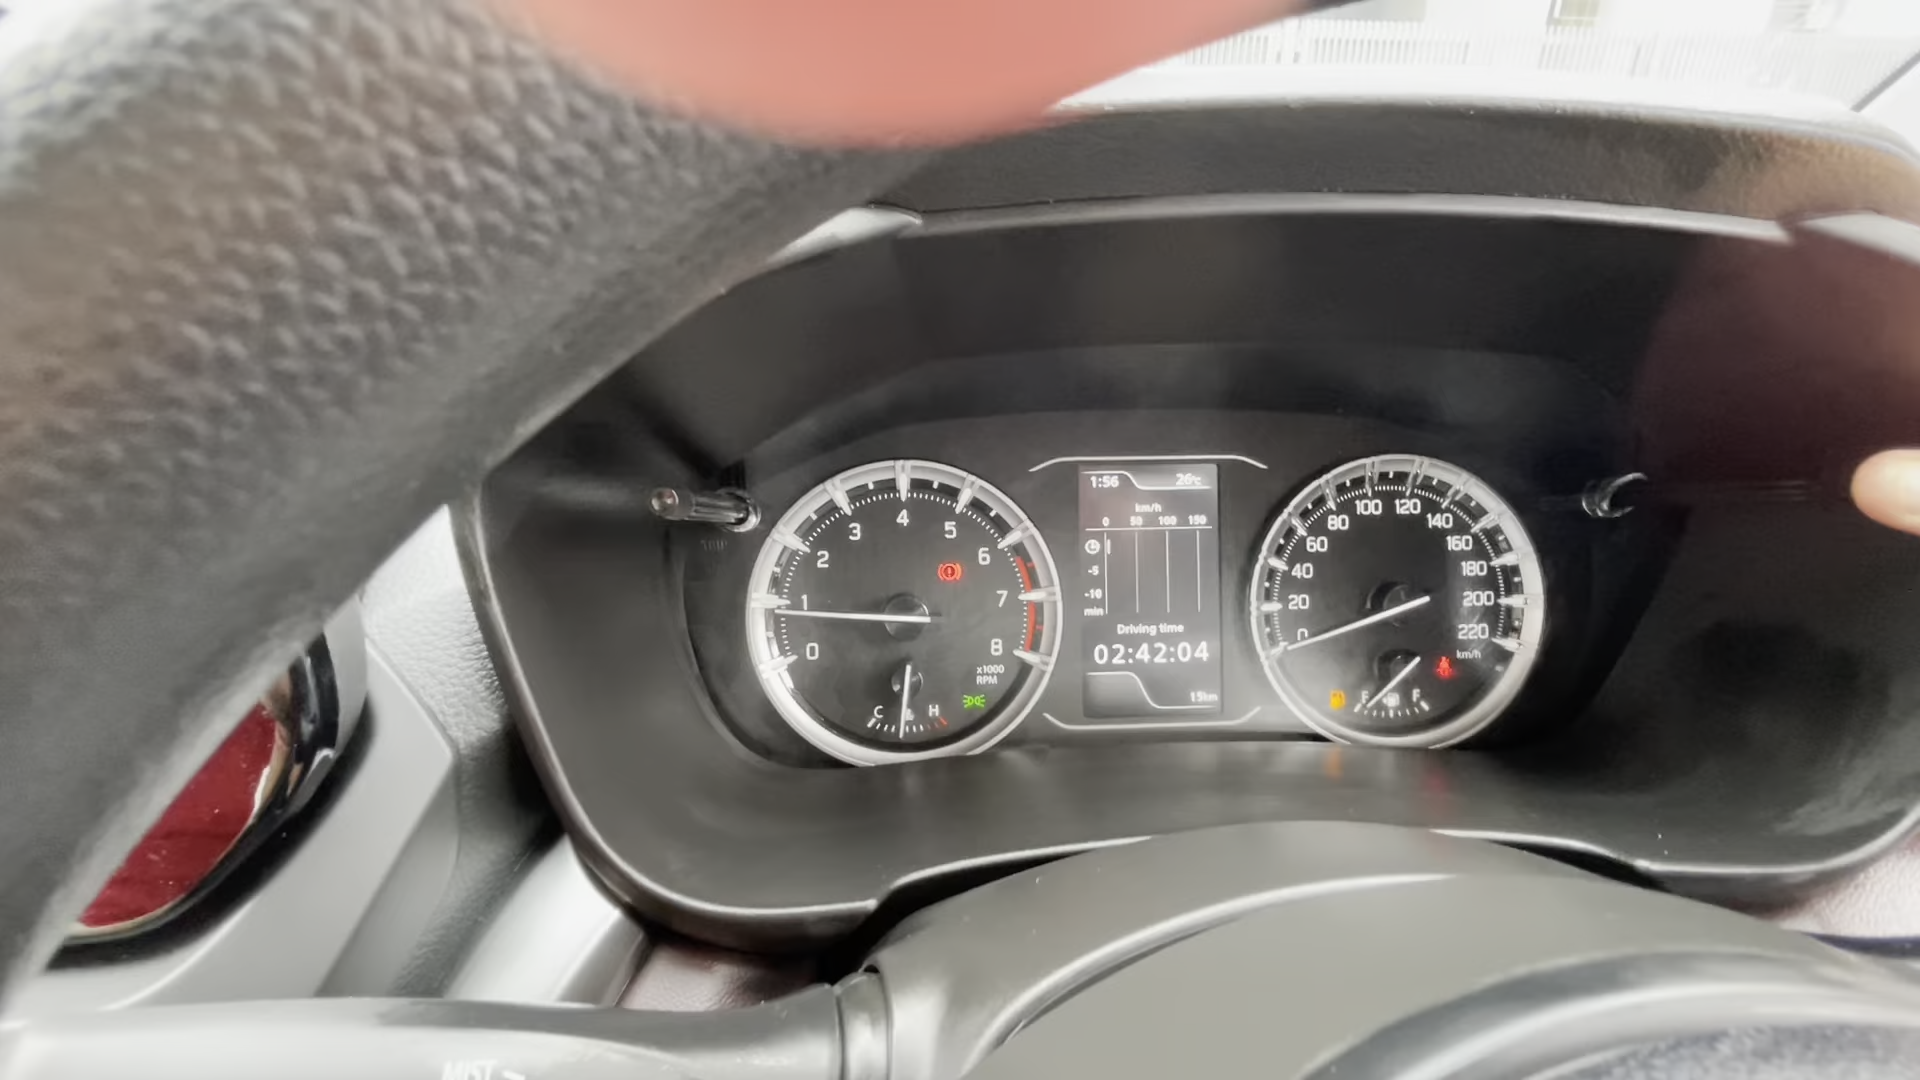 0
1
2
3
4
5
6
7
8
x1000
RPM
C H
1:56 26℃
km/h
0 50 100 150
-5
-10
min
Driving time
02:42:04
15km
0
20
40
60
80
100
120
140
160
180
200
220
km/h
F
MIST